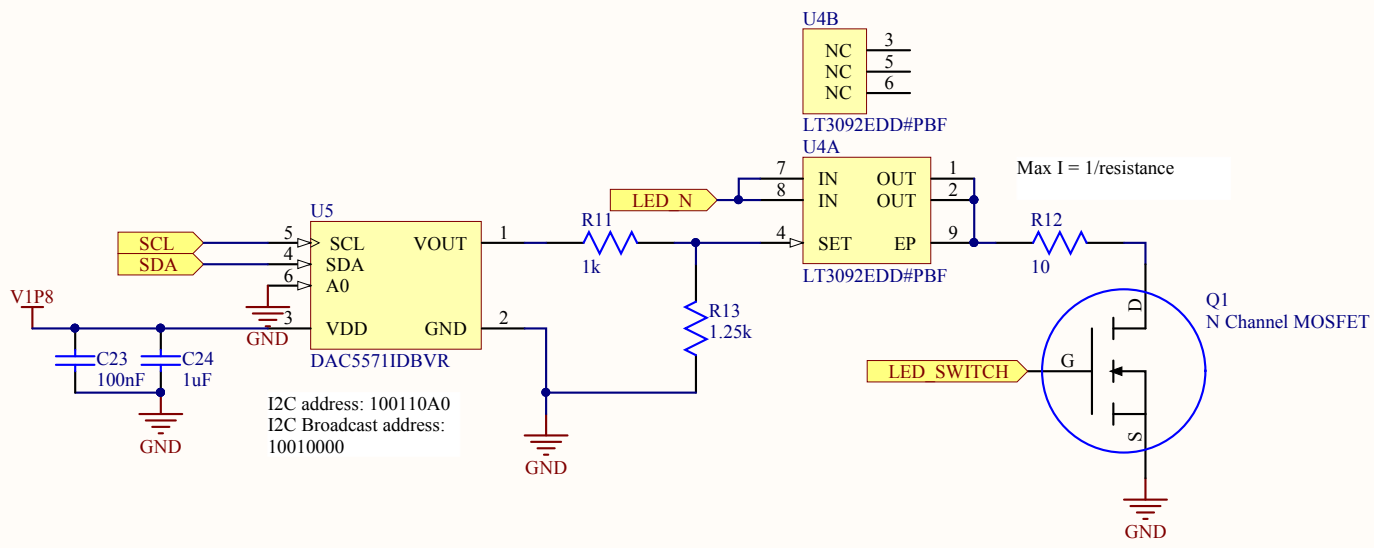 U4B
NC 3
NC 5
NC 6
LT3092EDD#PBF
U4A
7 IN OUT 1
8 IN OUT 2
4 SET EP 9
LT3092EDD#PBF
Max I = 1/resistance
LED_N
R11
1k
R12
10
U5
SCL 5 SCL VOUT 1
SDA 4 SDA
6 A0
GND
V1P8
3 VDD GND 2
DAC5571IDBVR
C23
100nF
C24
1uF
GND
R13
1.25k
GND
I2C address: 100110A0
I2C Broadcast address:
10010000
Q1
N Channel MOSFET
D
G
S
LED_SWITCH
GND